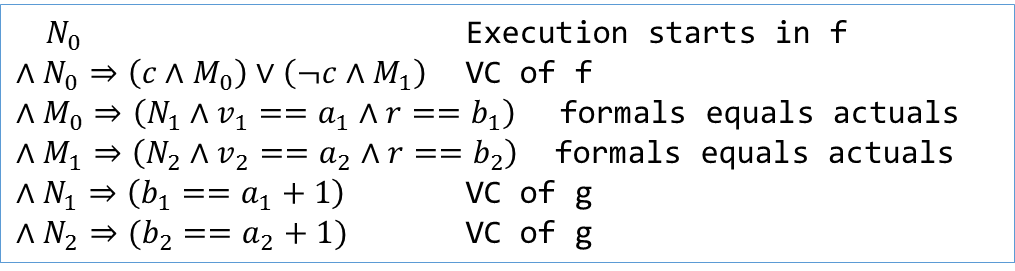 N₀ Execution starts in f
∧ N₀ ⇒ (c ∧ M₀) ∨ (¬c ∧ M₁) VC of f
∧ M₀ ⇒ (N₁ ∧ v₁ == a₁ ∧ r == b₁) formals equals actuals
∧ M₁ ⇒ (N₂ ∧ v₂ == a₂ ∧ r == b₂) formals equals actuals
∧ N₁ ⇒ (b₁ == a₁ + 1) VC of g
∧ N₂ ⇒ (b₂ == a₂ + 1) VC of g